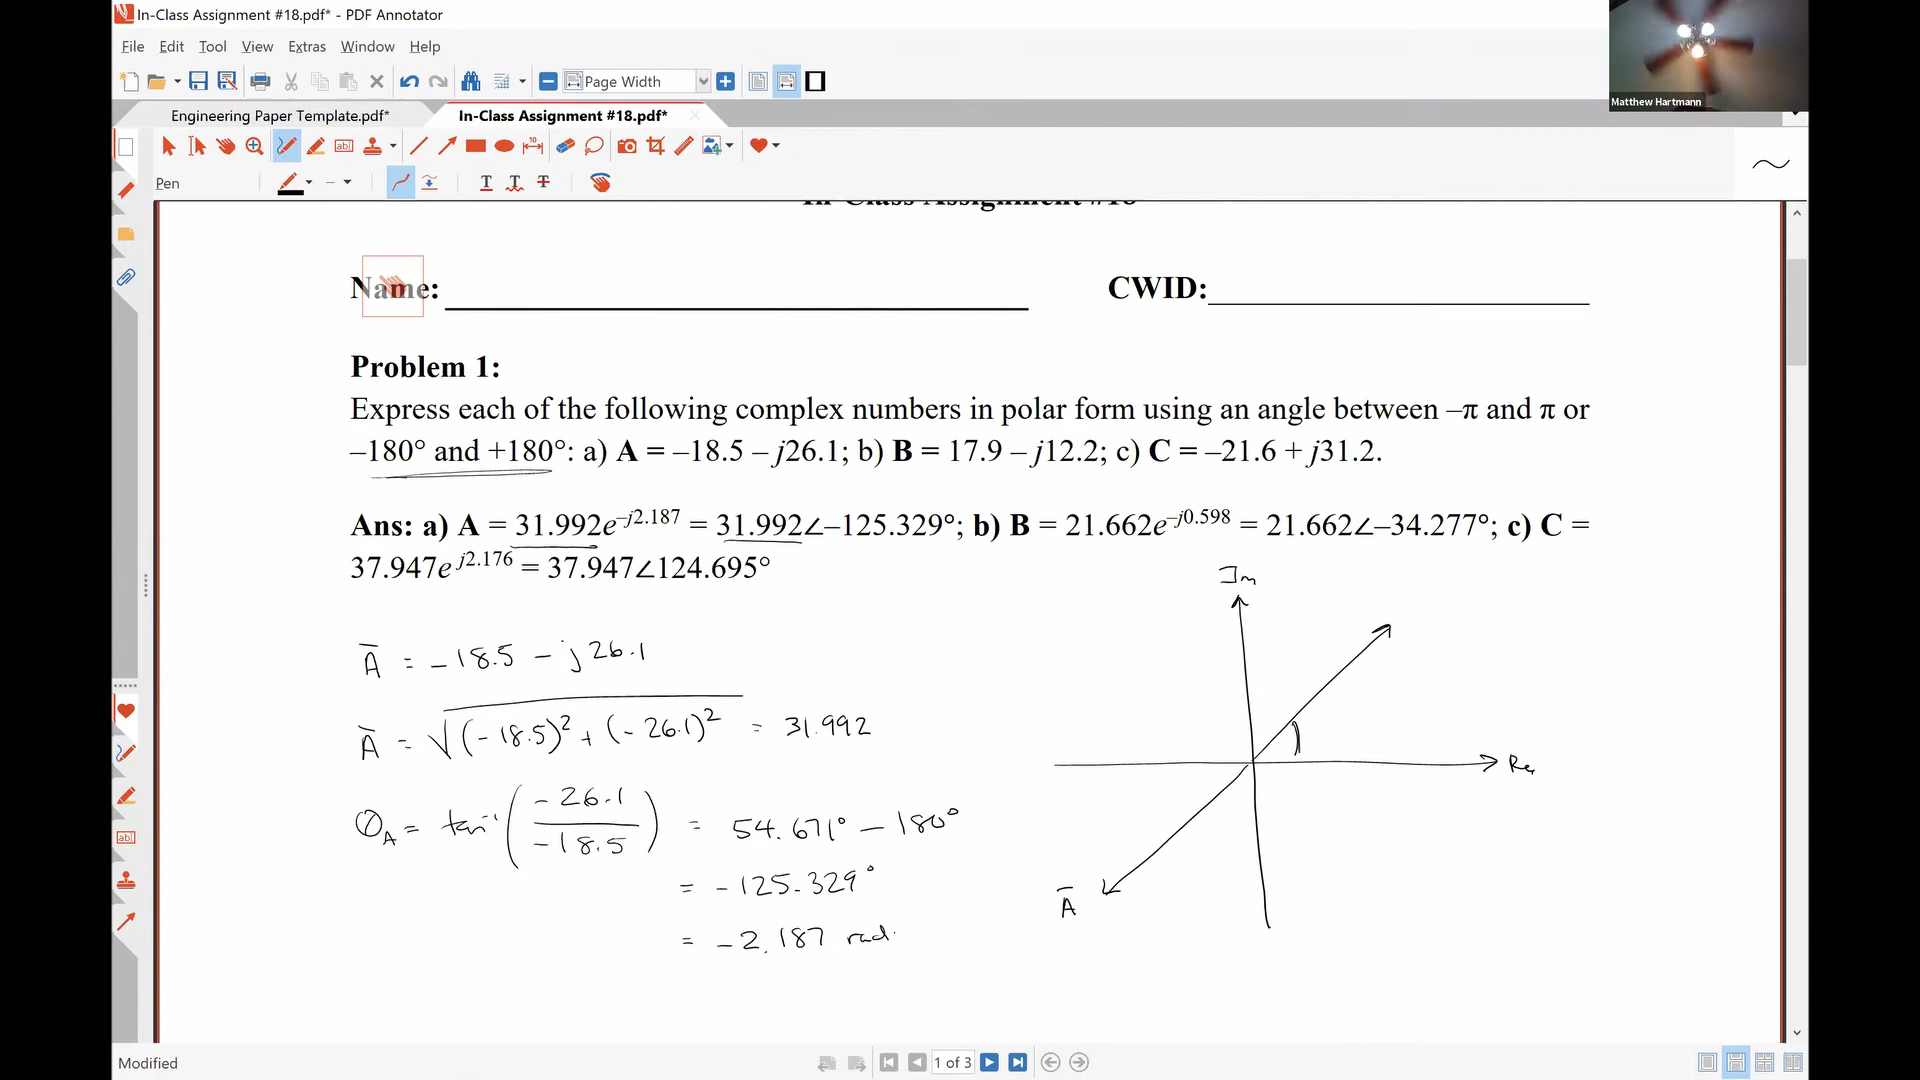 In-Class Assignment #18.pdf* - PDF Annotator
Matthew Hartmann
File Edit Tool View Extras Window Help
Page Width
Engineering Paper Template.pdf* In-Class Assignment #18.pdf*
Pen
In-Class Assignment #18
Name: CWID:
Problem 1:
Express each of the following complex numbers in polar form using an angle between –π and π or
–180° and +180°: a) A = –18.5 – j26.1; b) B = 17.9 – j12.2; c) C = –21.6 + j31.2.
Ans: a) A = 31.992e^–j2.187 = 31.992∠–125.329°; b) B = 21.662e^–j0.598 = 21.662∠–34.277°; c) C =
37.947e^j2.176 = 37.947∠124.695°
Im
Re
A̅ = -18.5 - j26.1
A̅ = √((-18.5)² + (-26.1)²) = 31.992
∅A = tan⁻¹(-26.1 / -18.5) = 54.671° - 180°
= -125.329°
A̅
= -2.187 rad.
Modified 1 of 3